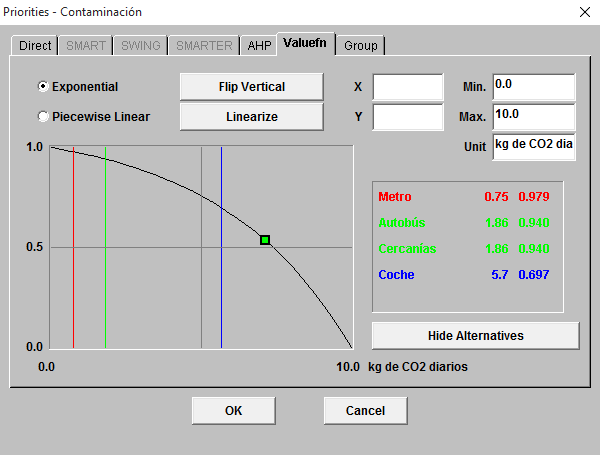 Priorities - Contaminación
Direct SMART SWING SMARTER AHP Valuefn Group
Exponential Flip Vertical X Min. 0.0
Piecewise Linear Linearize Y Max. 10.0
Unit kg de CO2 dia
1.0
Metro 0.75 0.979
Autobús 1.86 0.940
0.5
Cercanías 1.86 0.940
Coche 5.7 0.697
Hide Alternatives
0.0
0.0 10.0 kg de CO2 diarios
OK Cancel